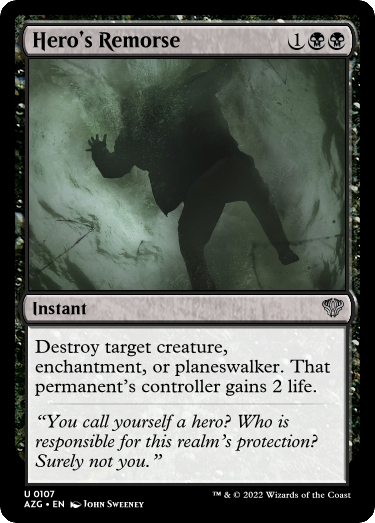 Hero's Remorse 1
Instant
Destroy target creature,
enchantment, or planeswalker. That
permanent's controller gains 2 life.
“You call yourself a hero? Who is
responsible for this realm's protection?
Surely not you.”
U 0107
AZG • EN John Sweeney
™ & © 2022 Wizards of the Coast